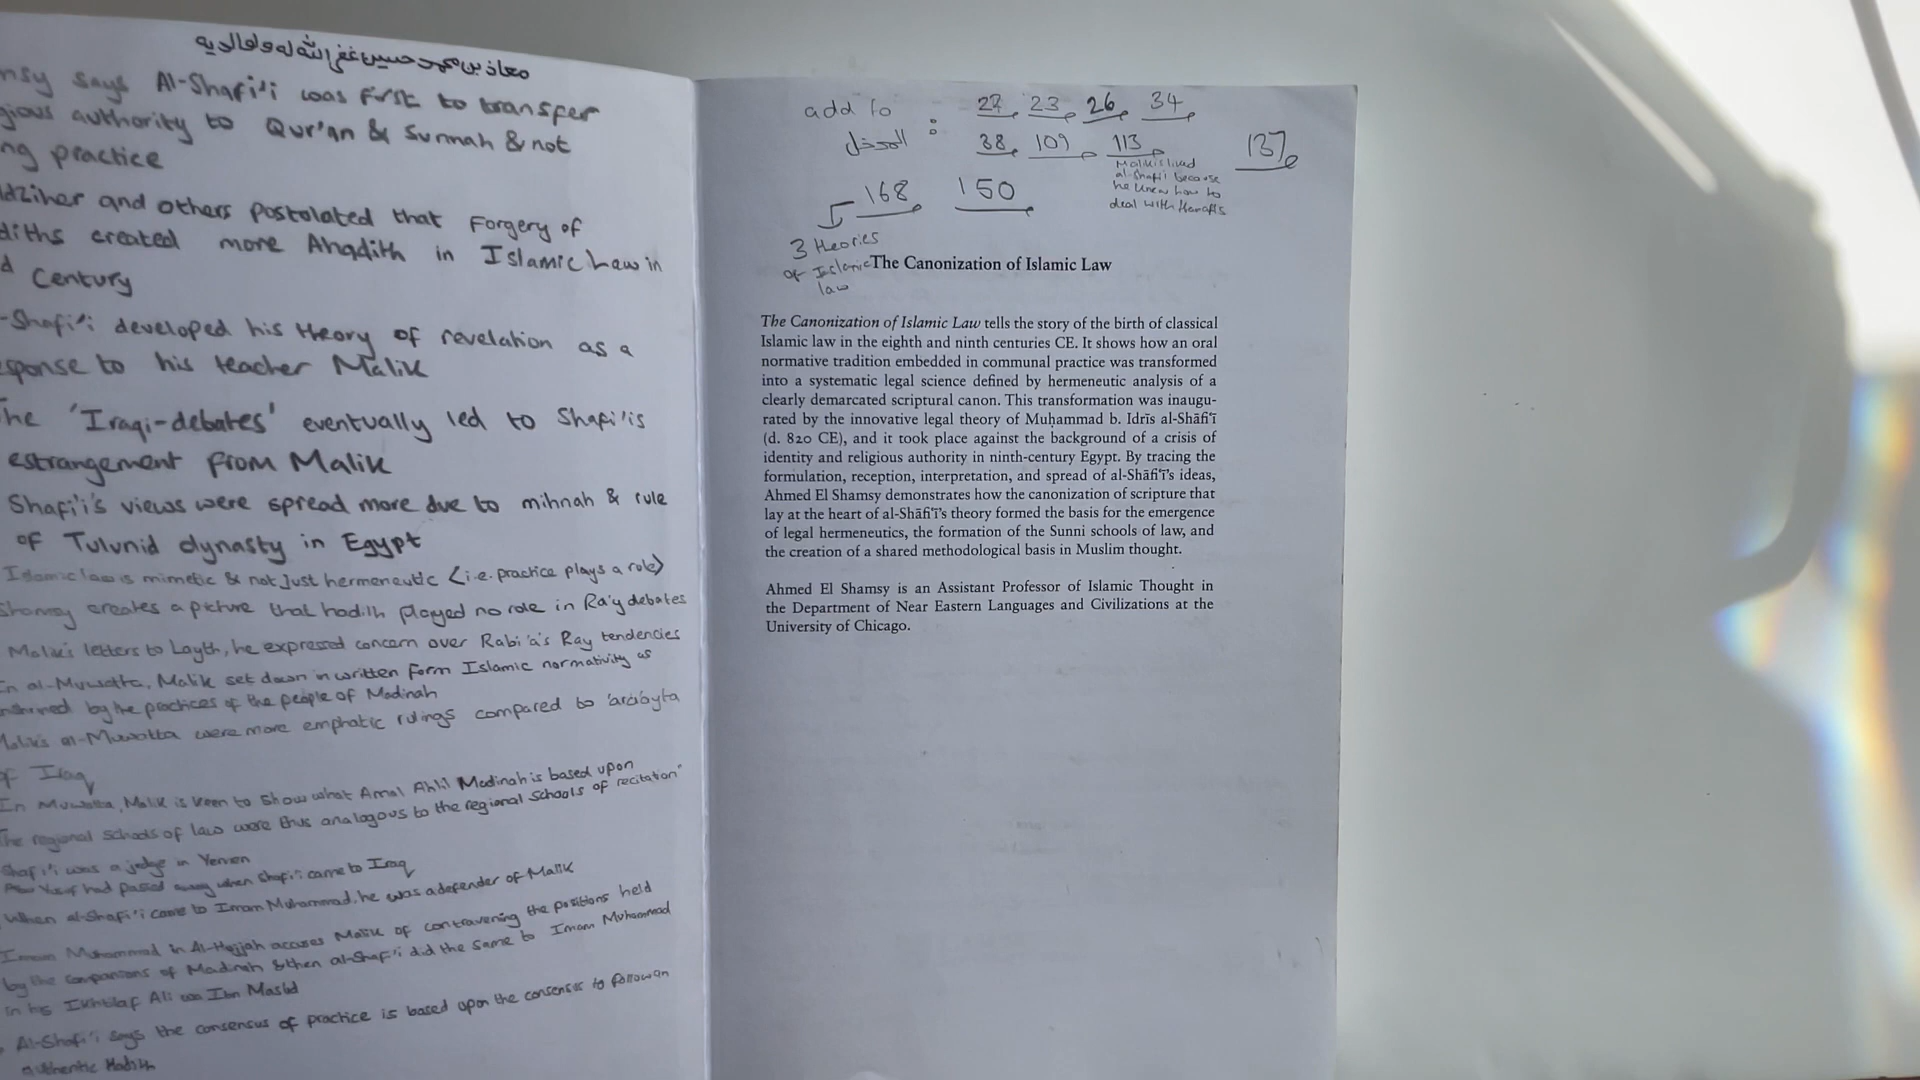 معاذ بن محمد حسين غفر الله له ولوالديه
nsy says Al-Shafi'i was first to transfer
gious authority to Qur'an & Sunnah & not
ng practice
ldziher and others postolated that forgery of
diths created more Ahadith in Islamic Law in
d Century
-Shafi'i developed his theory of revelation as a
sponse to his teacher Malik
The 'Iraqi-debates' eventually led to Shafi'is
estrangement from Malik
Shafi'i's views were spread more due to mihnah & rule
of Tulunid dynasty in Egypt
Islamic law is mimetic & not just hermeneutic (i.e. practice plays a role)
Shamsy creates a picture that hadith played no role in Ra'y debates
Malik's letters to Layth, he expressed concern over Rabi'a's Ray tendencies
In al-Muwatta, Malik set down in written form Islamic normativity as
enshrined by the practices of the people of Madinah
Malik's al-Muwatta were more emphatic rulings compared to
of Iraq
In Muwatta, Malik is keen to show what Amal Ahlil Madinah is based upon
The regional schools of law were thus analogous to the regional schools of recitation"
Shafi'i was a judge in Yemen
Abu Yusuf had passed away when Shafi'i came to Iraq
When al-Shafi'i came to Imam Muhammad, he was a defender of Malik
Imam Muhammad in Al-Hujjah accuses Malik of contravening the positions held
by the companions of Madinah & then al-Shafi'i did the same to Imam Muhammad
in his Ikhtilaf Ali wa Ibn Masud
Al-Shafi'i says the consensus of practice is based upon the consensus to follow an
authentic Hadith
add to المدخل :
22 23 26 34
38 109 113 137
Malikis liked
al-Shafi'i because
he knew how to
deal with Hanafis
168 150
3 theories
of Islamic
law
The Canonization of Islamic Law
The Canonization of Islamic Law tells the story of the birth of classical
Islamic law in the eighth and ninth centuries CE. It shows how an oral
normative tradition embedded in communal practice was transformed
into a systematic legal science defined by hermeneutic analysis of a
clearly demarcated scriptural canon. This transformation was inaugu-
rated by the innovative legal theory of Muḥammad b. Idrīs al-Shāfiʿī
(d. 820 CE), and it took place against the background of a crisis of
identity and religious authority in ninth-century Egypt. By tracing the
formulation, reception, interpretation, and spread of al-Shāfiʿī's ideas,
Ahmed El Shamsy demonstrates how the canonization of scripture that
lay at the heart of al-Shāfiʿī's theory formed the basis for the emergence
of legal hermeneutics, the formation of the Sunni schools of law, and
the creation of a shared methodological basis in Muslim thought.
Ahmed El Shamsy is an Assistant Professor of Islamic Thought in
the Department of Near Eastern Languages and Civilizations at the
University of Chicago.